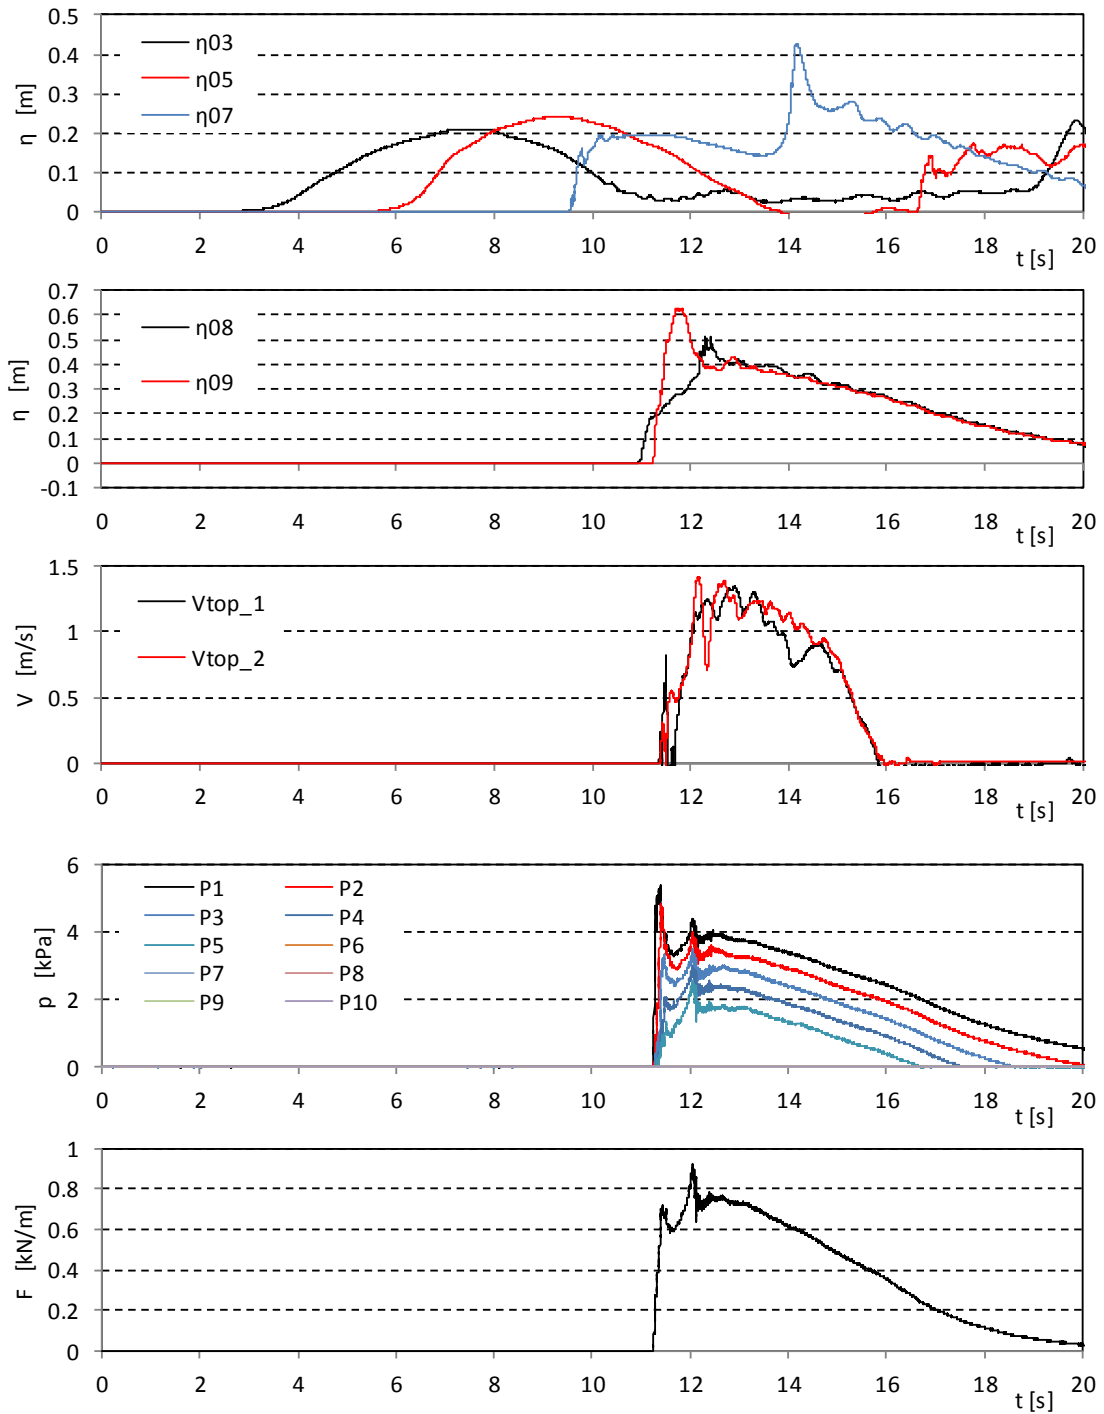 0.5
0.4
0.3
0.2
0.1
0
η [m]
η03
η05
η07
0 2 4 6 8 10 12 14 16 18 20
t [s]
0.7
0.6
0.5
0.4
0.3
0.2
0.1
0
-0.1
η [m]
η08
η09
0 2 4 6 8 10 12 14 16 18 20
t [s]
1.5
1
0.5
0
V [m/s]
Vtop_1
Vtop_2
0 2 4 6 8 10 12 14 16 18 20
t [s]
6
4
2
0
p [kPa]
P1 P2
P3 P4
P5 P6
P7 P8
P9 P10
0 2 4 6 8 10 12 14 16 18 20
t [s]
1
0.8
0.6
0.4
0.2
0
F [kN/m]
0 2 4 6 8 10 12 14 16 18 20
t [s]